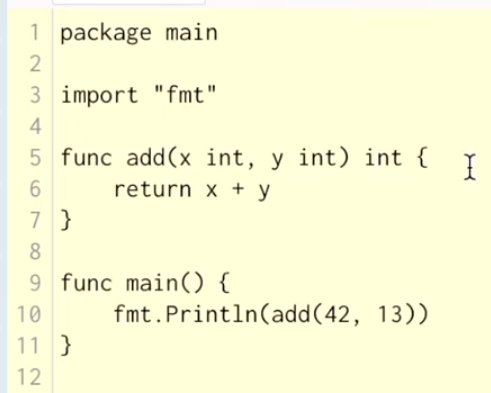 1 package main
2
3 import "fmt"
4
5 func add(x int, y int) int {
6     return x + y
7 }
8
9 func main() {
10     fmt.Println(add(42, 13))
11 }
12